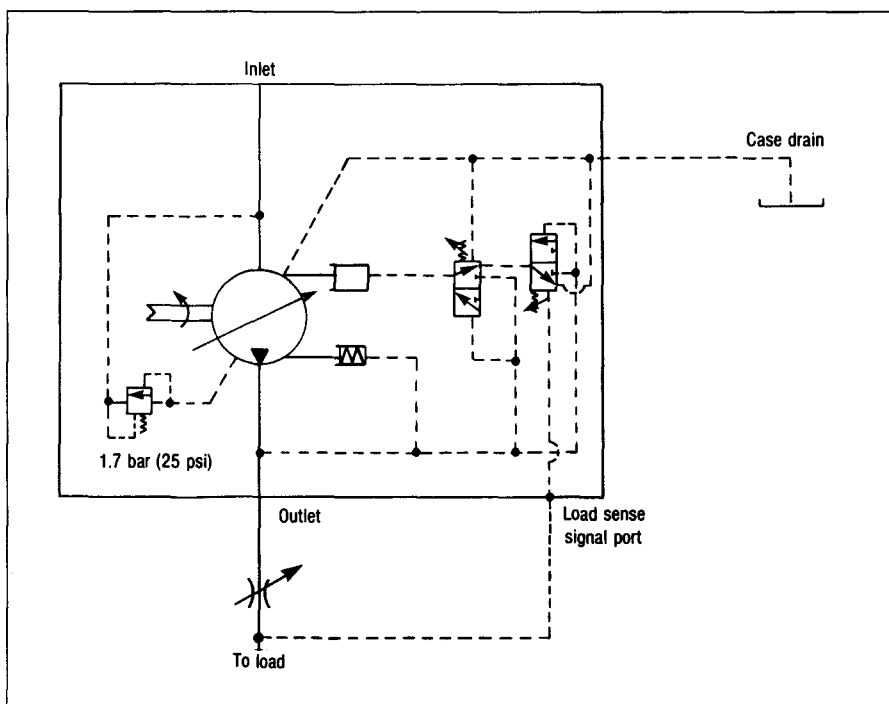 Inlet
Case drain
1.7 bar (25 psi)
Outlet
Load sense
signal port
To load